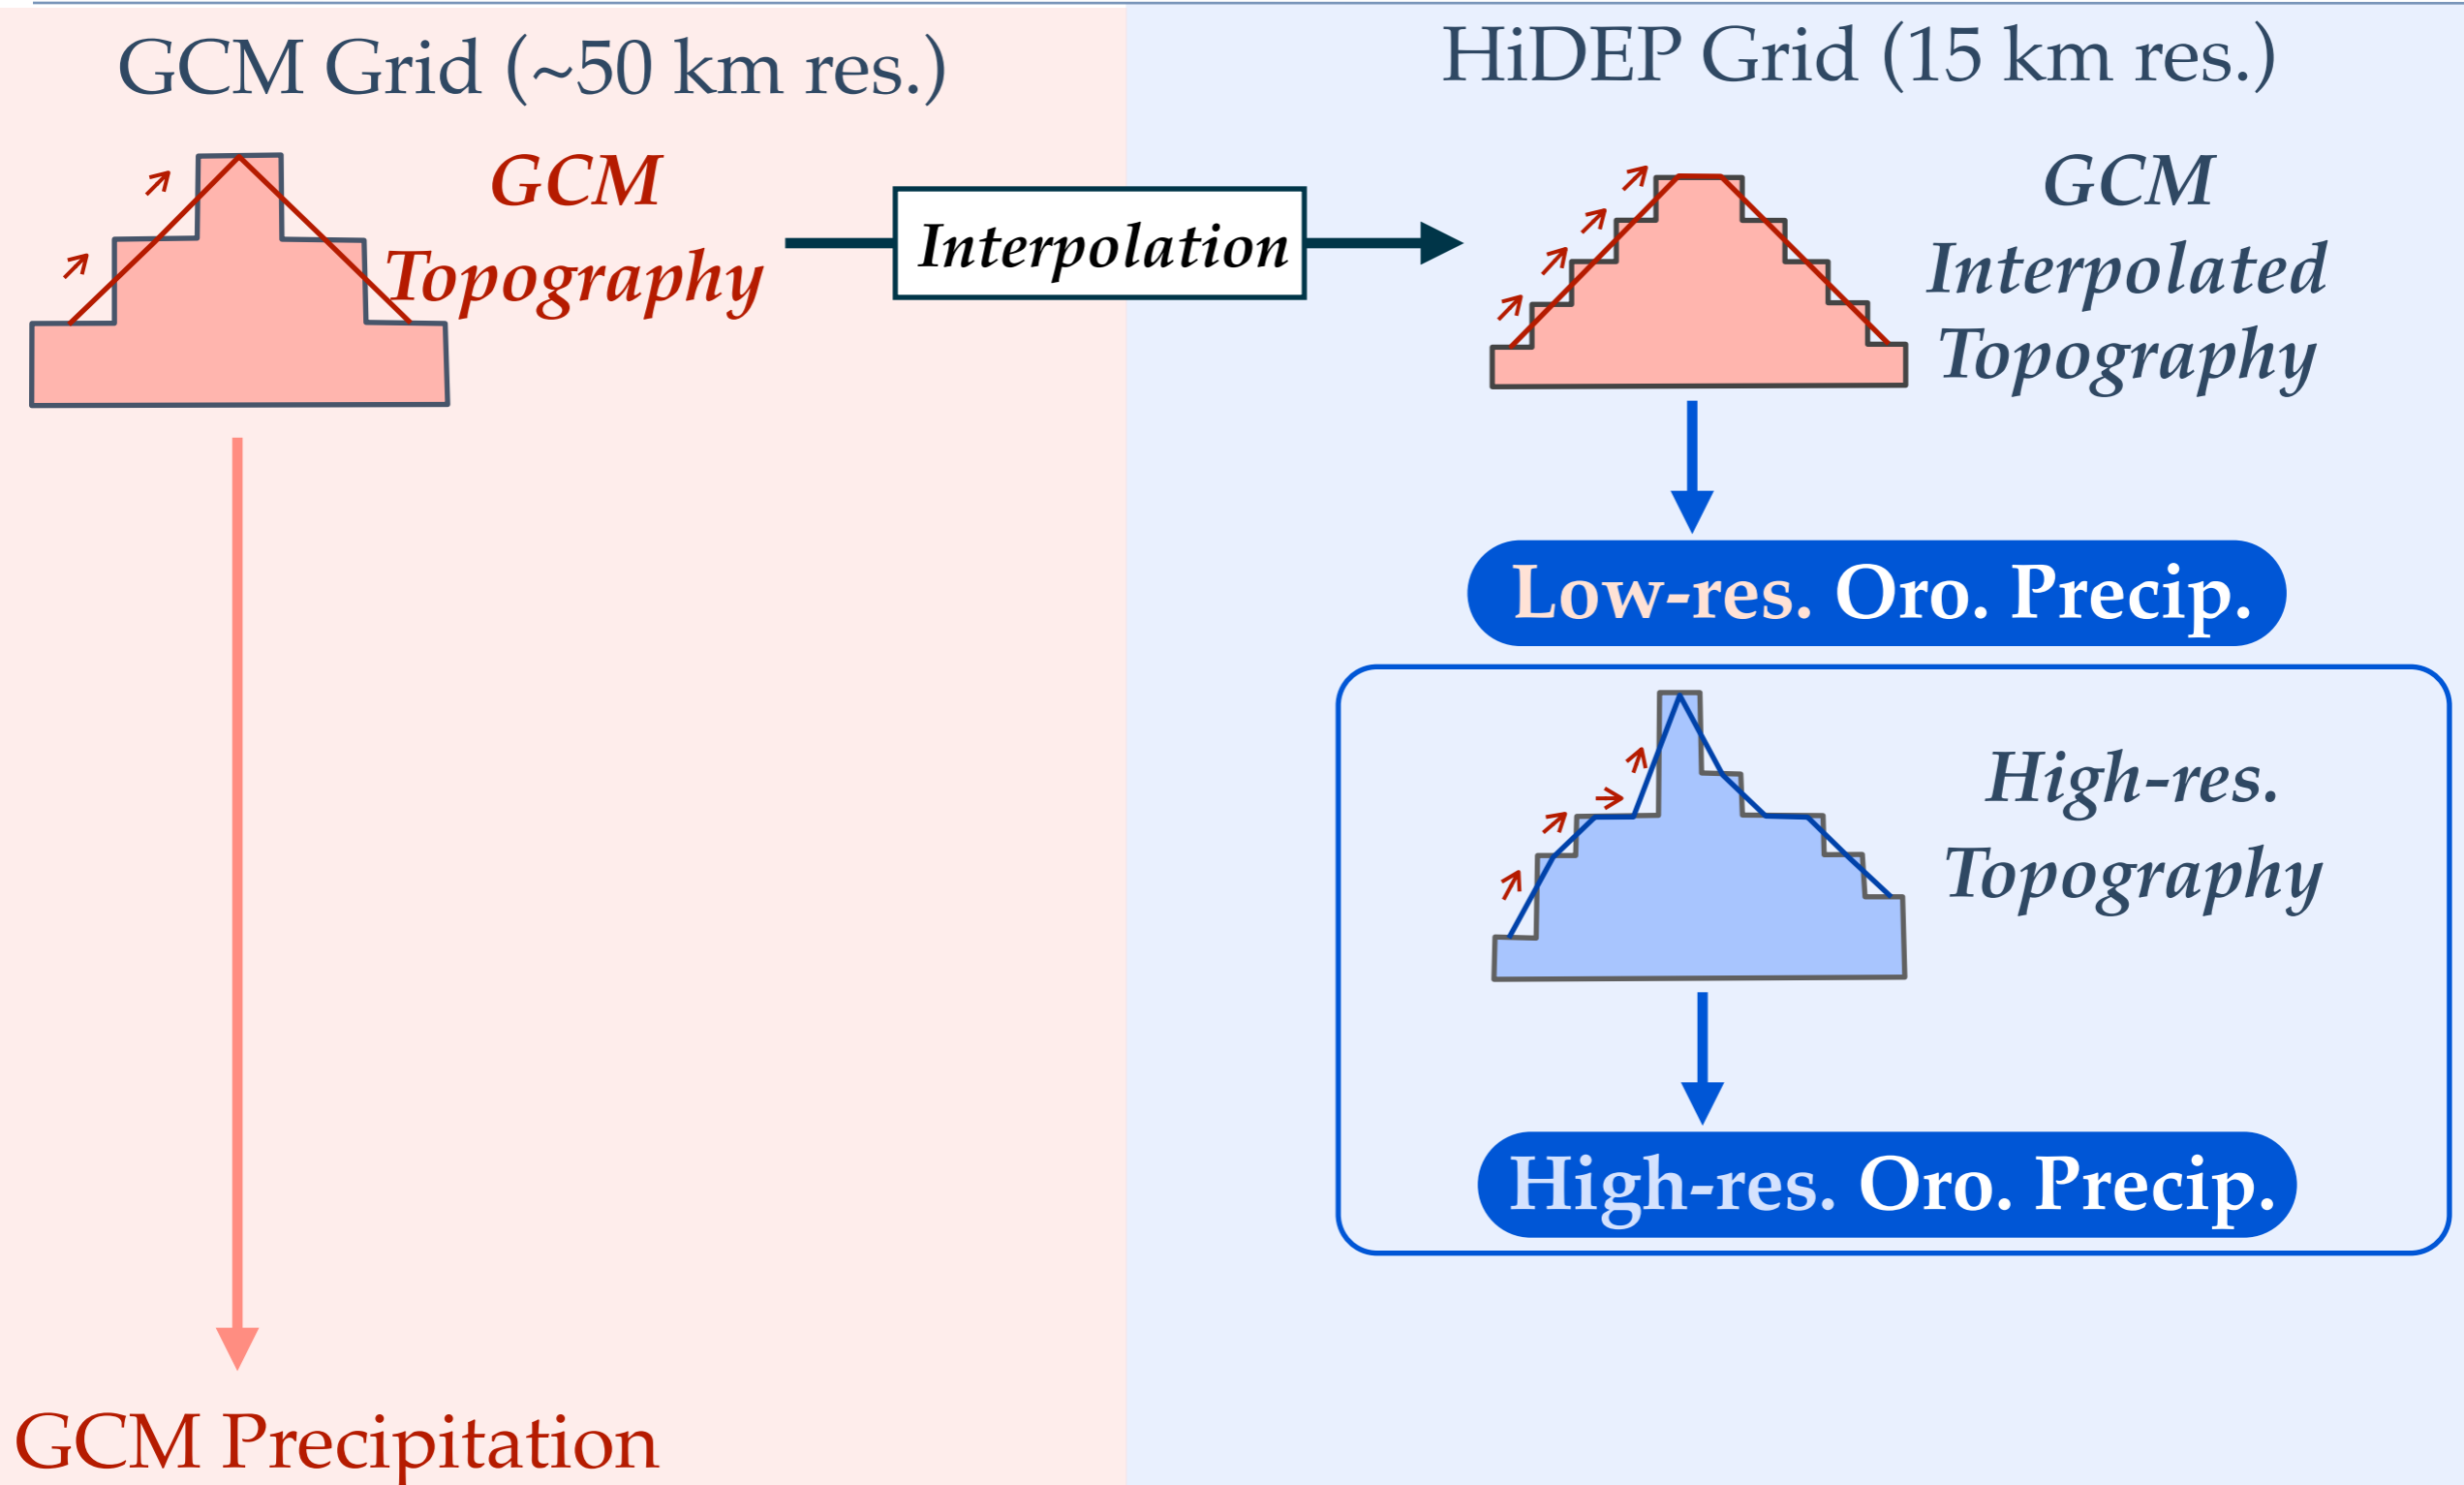 GCM Grid (~50 km res.)
HiDEP Grid (15 km res.)
GCM
Topography
Interpolation
GCM
Interpolated
Topography
Low-res. Oro. Precip.
High-res.
Topography
High-res. Oro. Precip.
GCM Precipitation